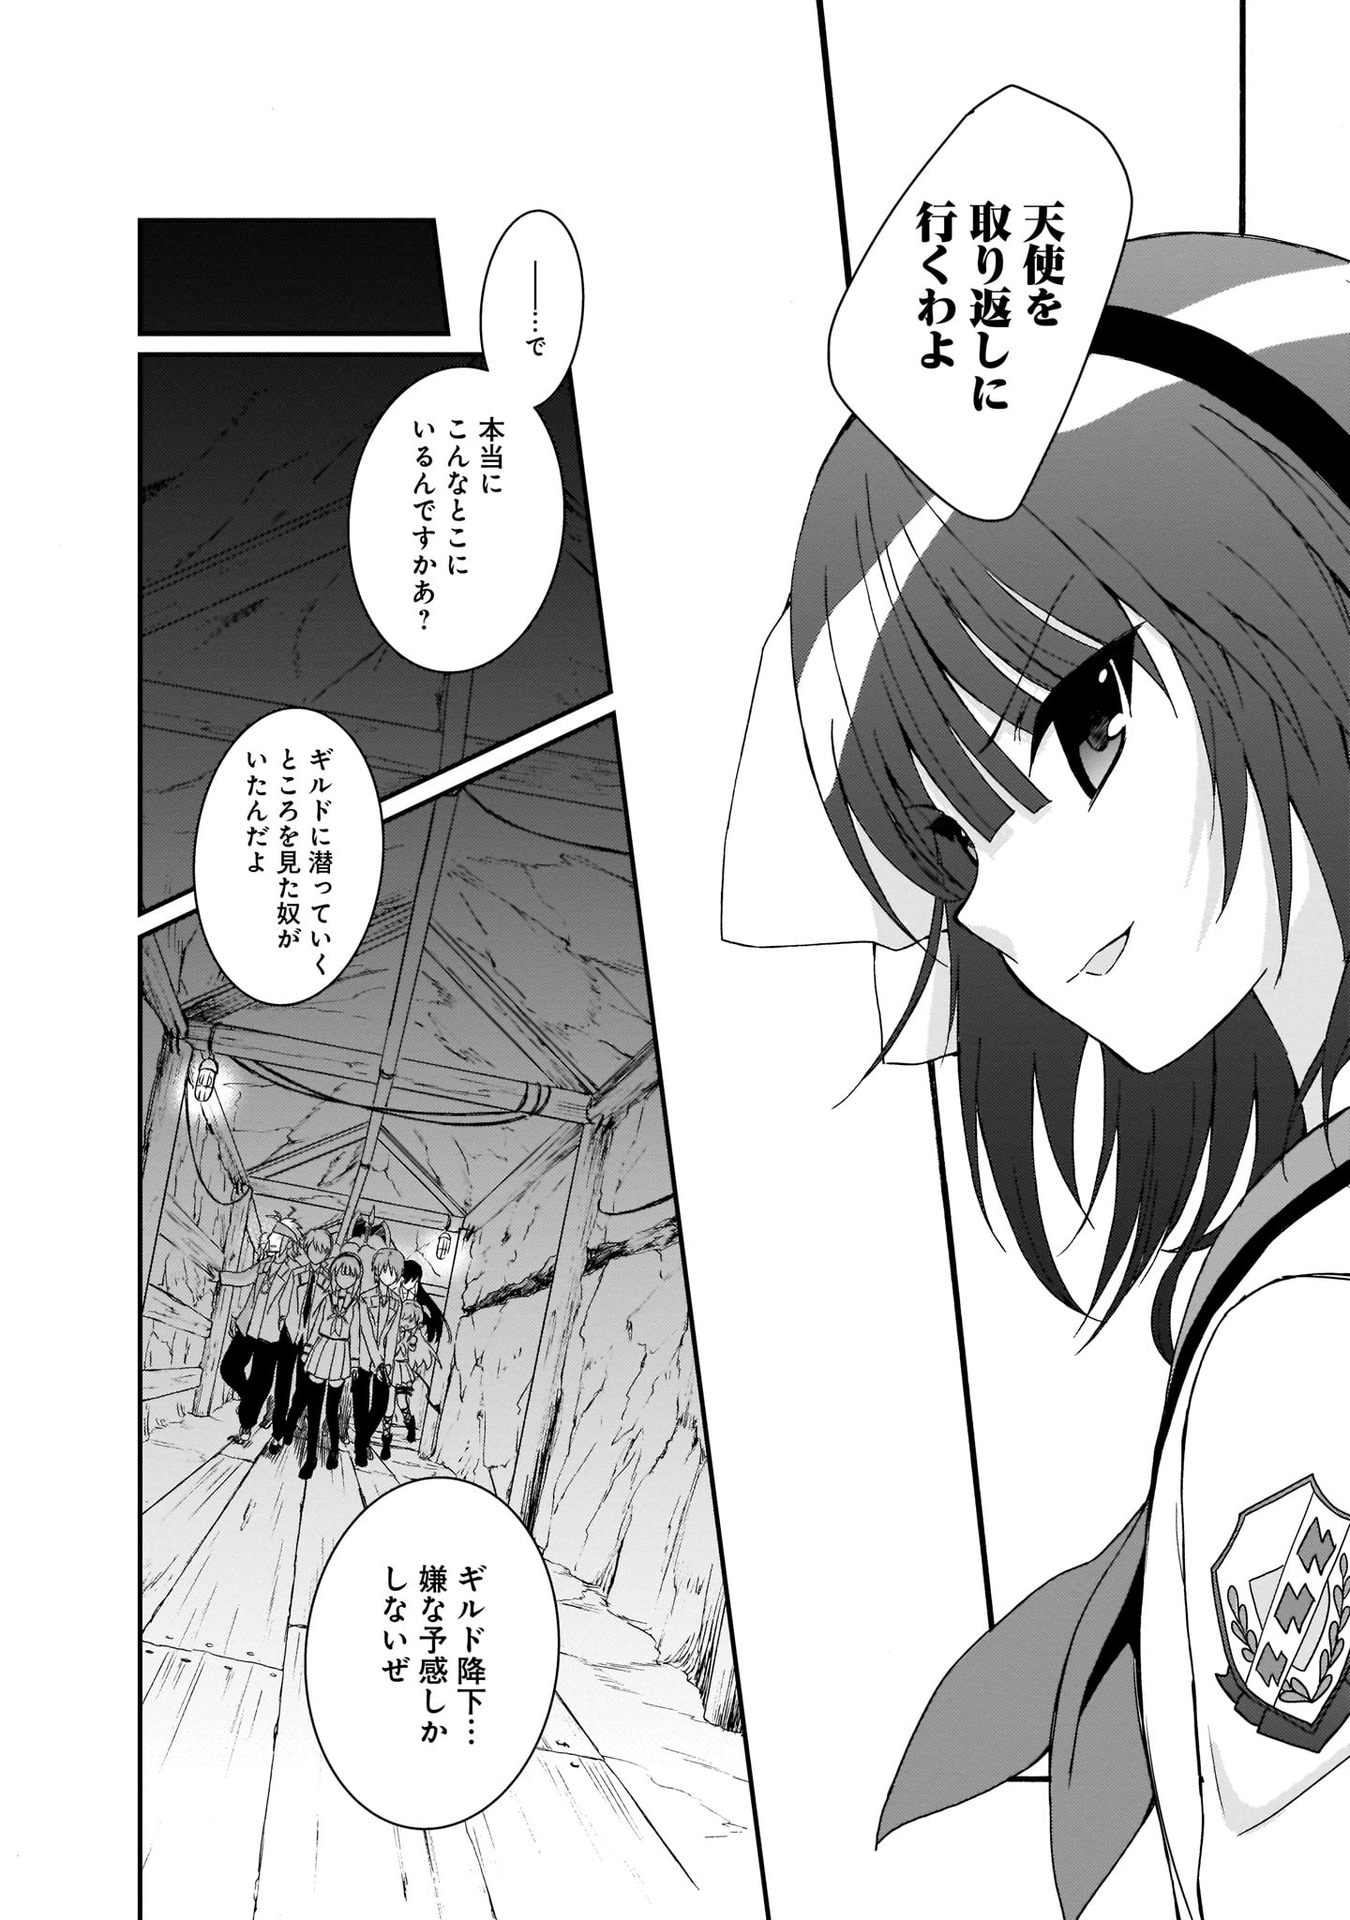 天使を
取り返しに
行くわよ
――…で
本当に
こんなとこに
いるんですかあ？
ギルドに潜っていく
ところを見た奴が
いたんだよ
ギルド降下…
嫌な予感しか
しないぜ